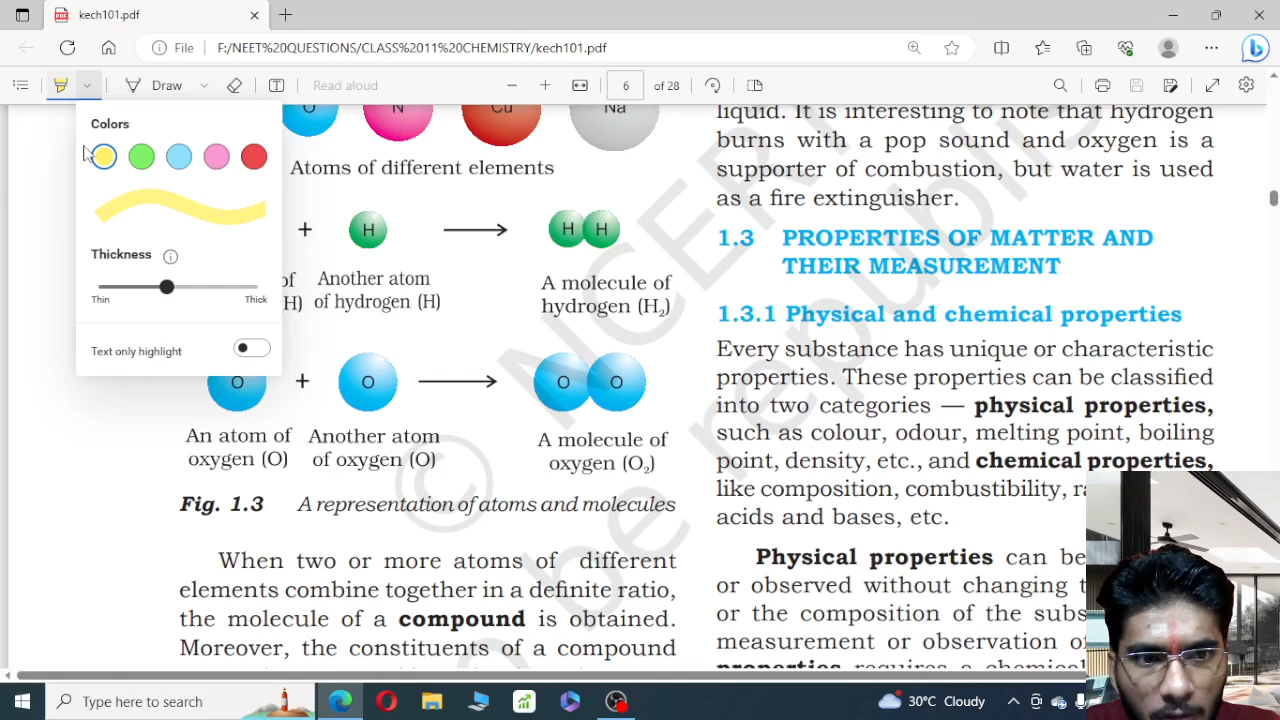 kech101.pdf
File F:/NEET%20QUESTIONS/CLASS%2011%20CHEMISTRY/kech101.pdf
Draw
Read aloud
6 of 28
Colors
Thickness
Thin Thick
Text only highlight
O N Cu Na
Atoms of different elements
+ H H H
of Another atom A molecule of
H) of hydrogen (H) hydrogen (H2)
O + O O O
An atom of Another atom A molecule of
oxygen (O) of oxygen (O) oxygen (O2)
Fig. 1.3 A representation of atoms and molecules
When two or more atoms of different
elements combine together in a definite ratio,
the molecule of a compound is obtained.
Moreover, the constituents of a compound
liquid. It is interesting to note that hydrogen
burns with a pop sound and oxygen is a
supporter of combustion, but water is used
as a fire extinguisher.
1.3 PROPERTIES OF MATTER AND
THEIR MEASUREMENT
1.3.1 Physical and chemical properties
Every substance has unique or characteristic
properties. These properties can be classified
into two categories — physical properties,
such as colour, odour, melting point, boiling
point, density, etc., and chemical properties,
like composition, combustibility, ra
acids and bases, etc.
Physical properties can be
or observed without changing t
or the composition of the subs
measurement or observation of
properties requires a chemical
© NCERT
be republis
Type here to search
30°C Cloudy